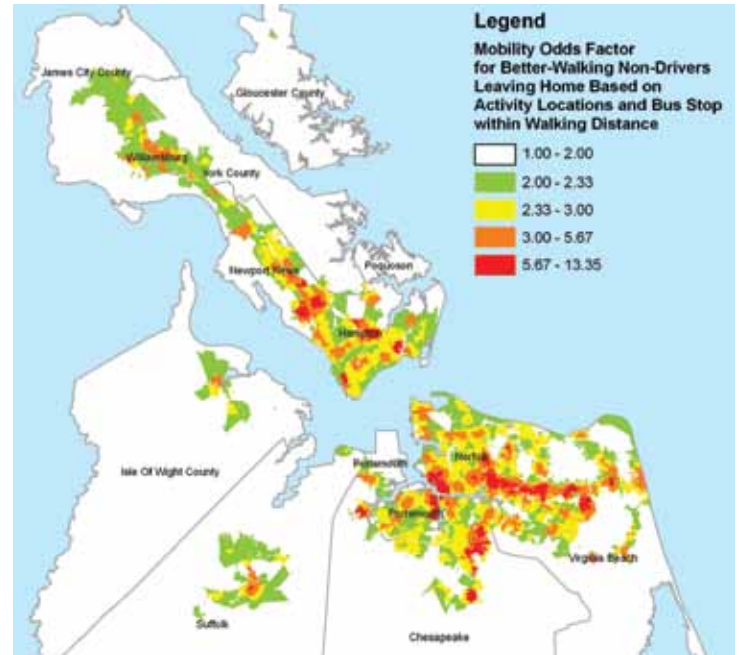 Legend
Mobility Odds Factor
for Better-Walking Non-Drivers
Leaving Home Based on
Activity Locations and Bus Stop
within Walking Distance
1.00 - 2.00
2.00 - 2.33
2.33 - 3.00
3.00 - 5.67
5.67 - 13.35
James City County
Gloucester County
Williamsburg
York County
Newport News
Poquoson
Hampton
Isle Of Wight County
Portsmouth
Norfolk
Portsmouth
Virginia Beach
Suffolk
Chesapeake